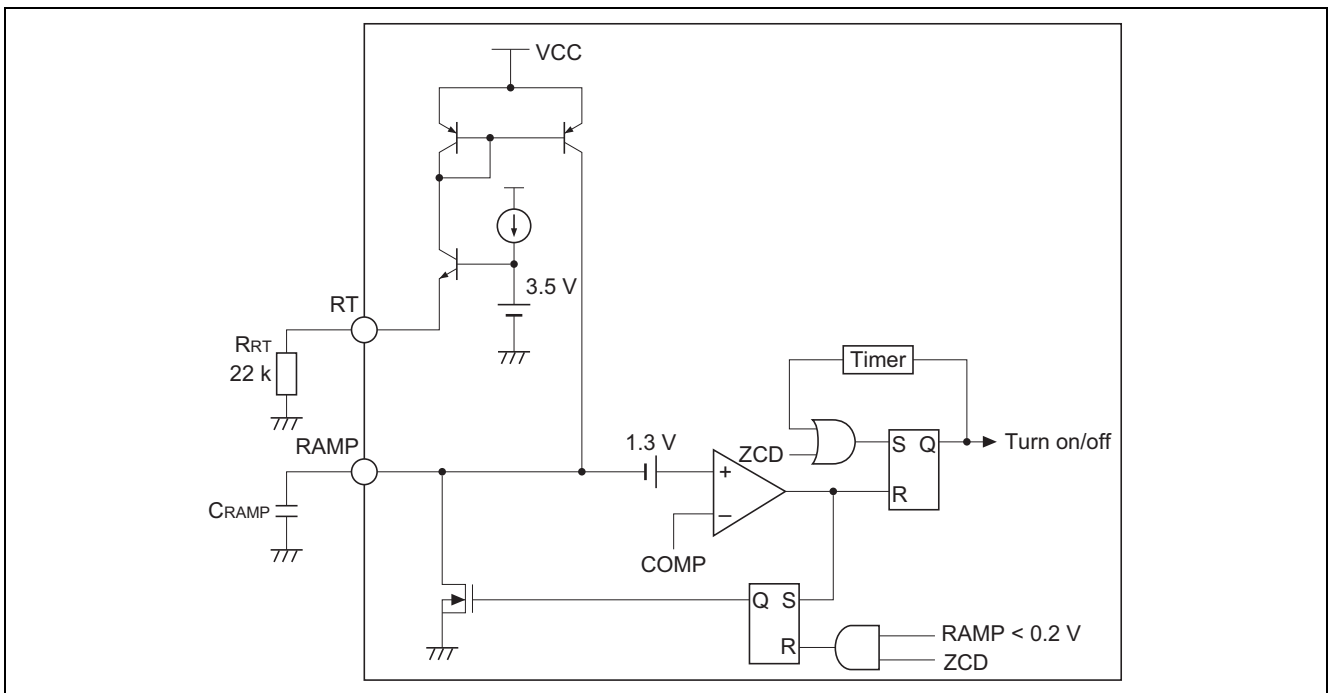 VCC
3.5 V
RT
RRT
22 k
Timer
RAMP
1.3 V
ZCD
S Q
Turn on/off
R
CRAMP
COMP
Q S
R
RAMP < 0.2 V
ZCD
+
−